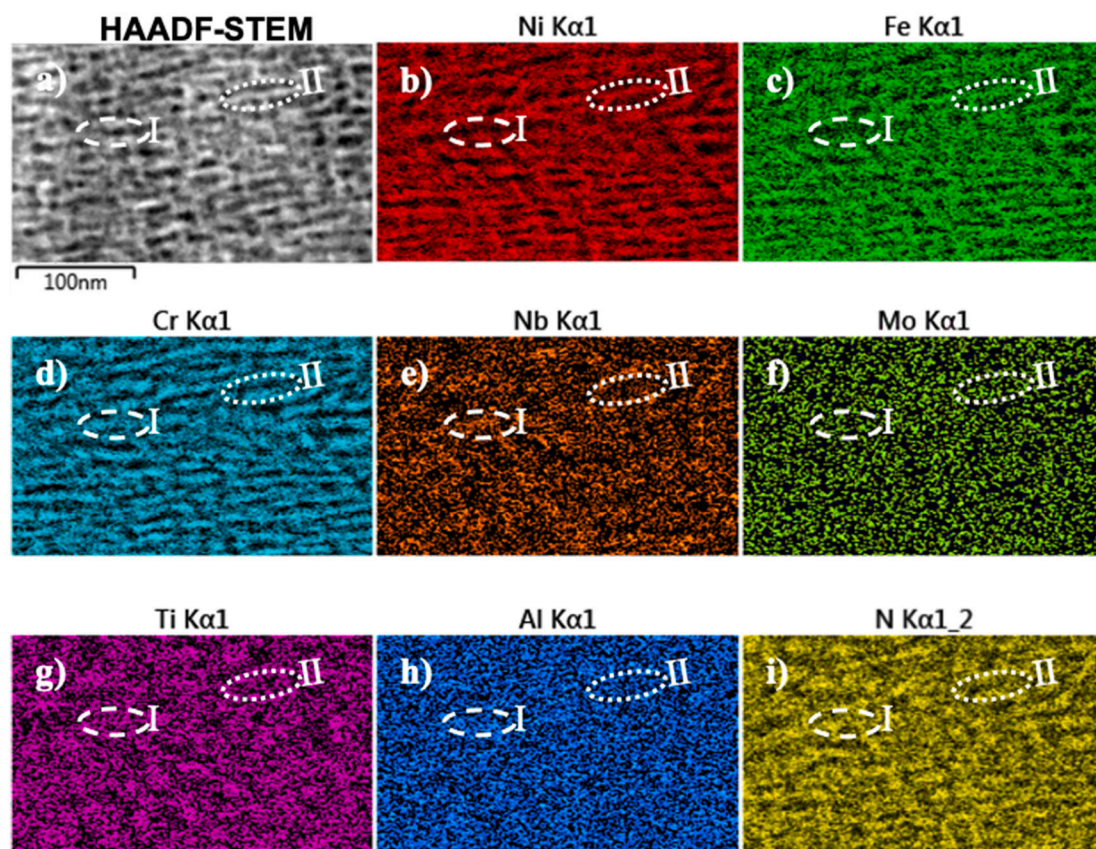 HAADF-STEM
Ni Kα1
Fe Kα1
a)
I
II
b)
I
II
c)
I
II
100nm
Cr Kα1
Nb Kα1
Mo Kα1
d)
I
II
e)
I
II
f)
I
II
Ti Kα1
Al Kα1
N Kα1_2
g)
I
II
h)
I
II
i)
I
II